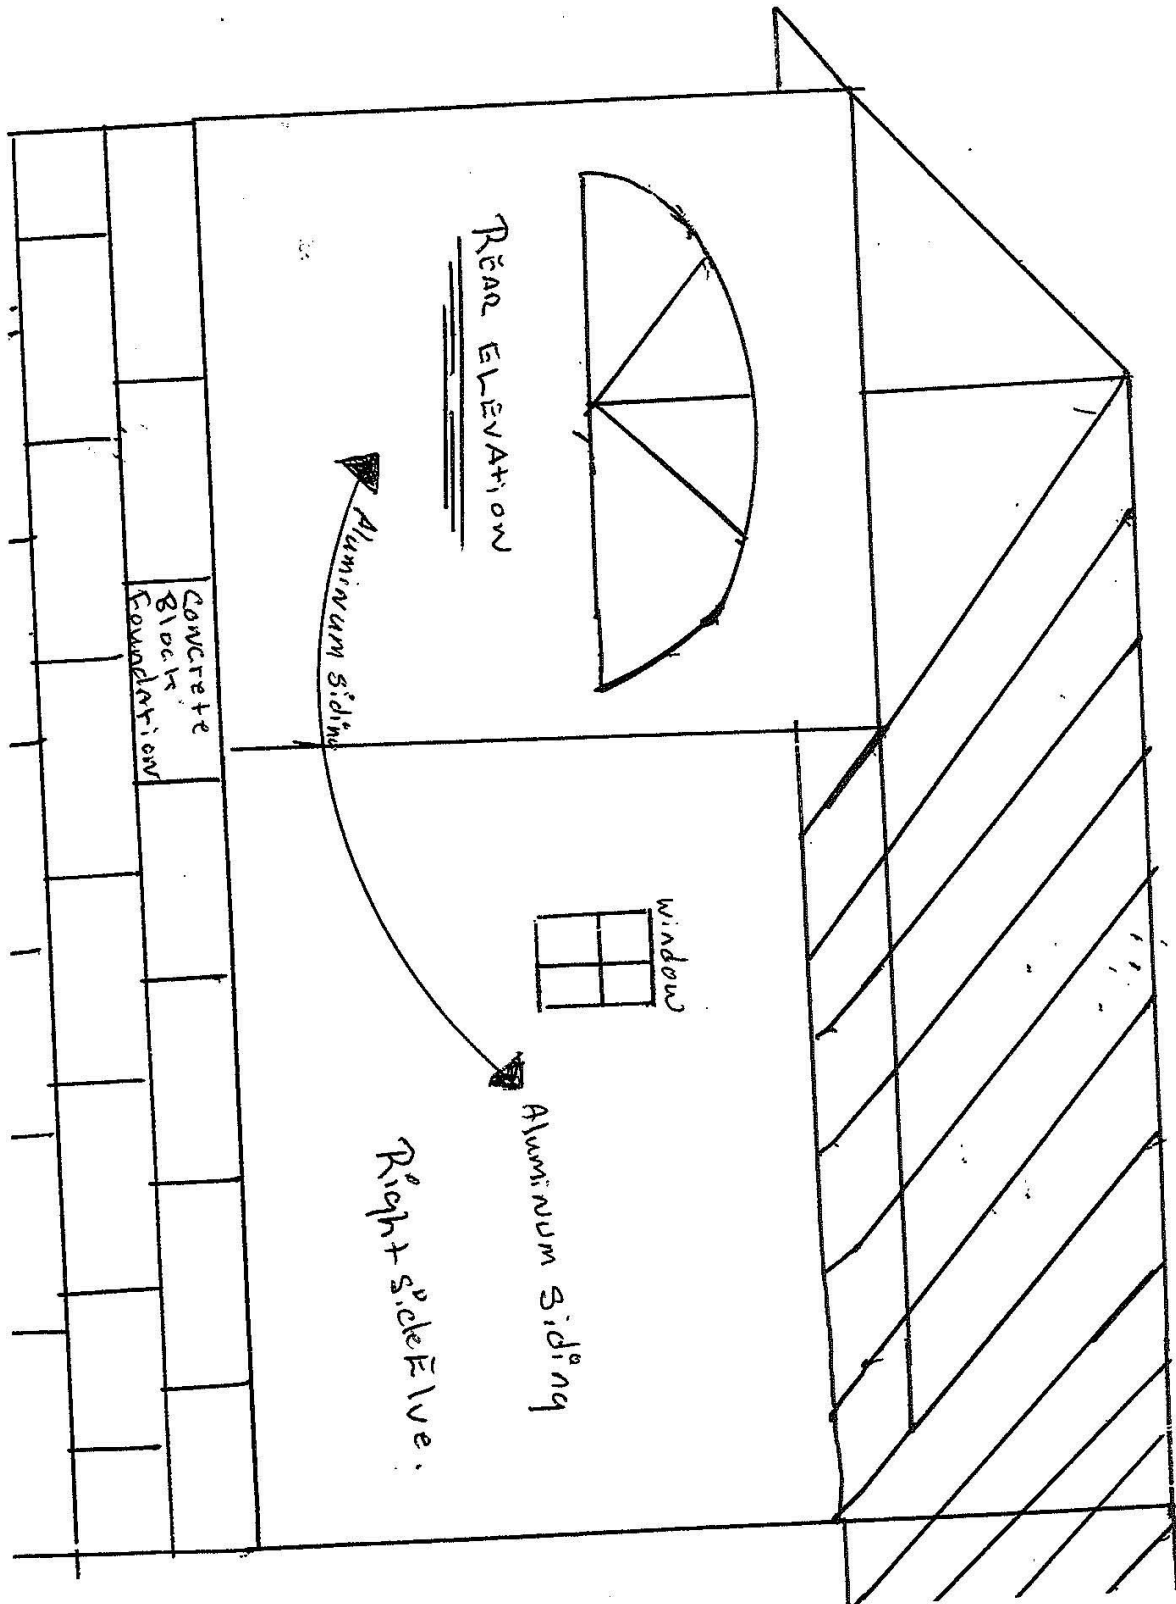 REAR ELEVATION
Aluminum Siding
Concrete
Block
Foundation
Window
Aluminum Siding
Right Side Elve.